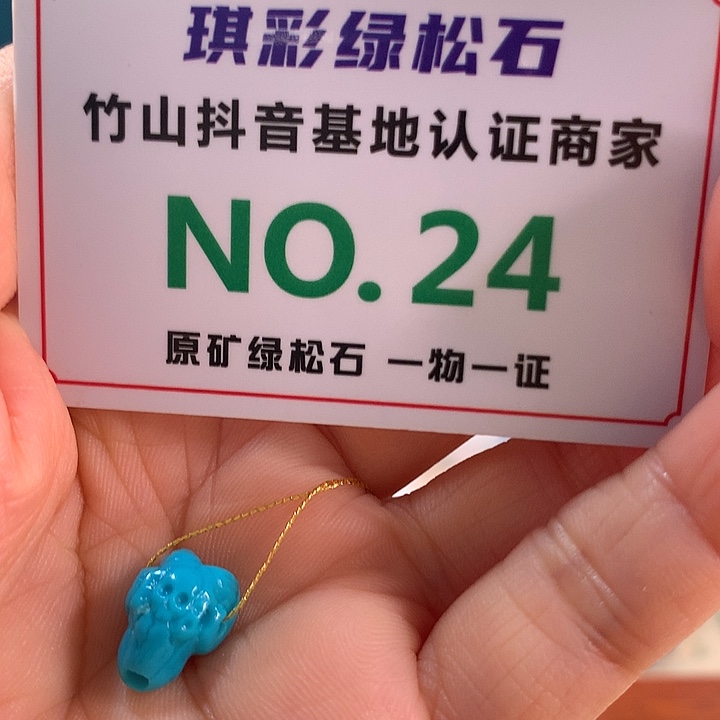 琪彩绿松石
竹山抖音基地认证商家
NO.24
原矿绿松石 一物一证